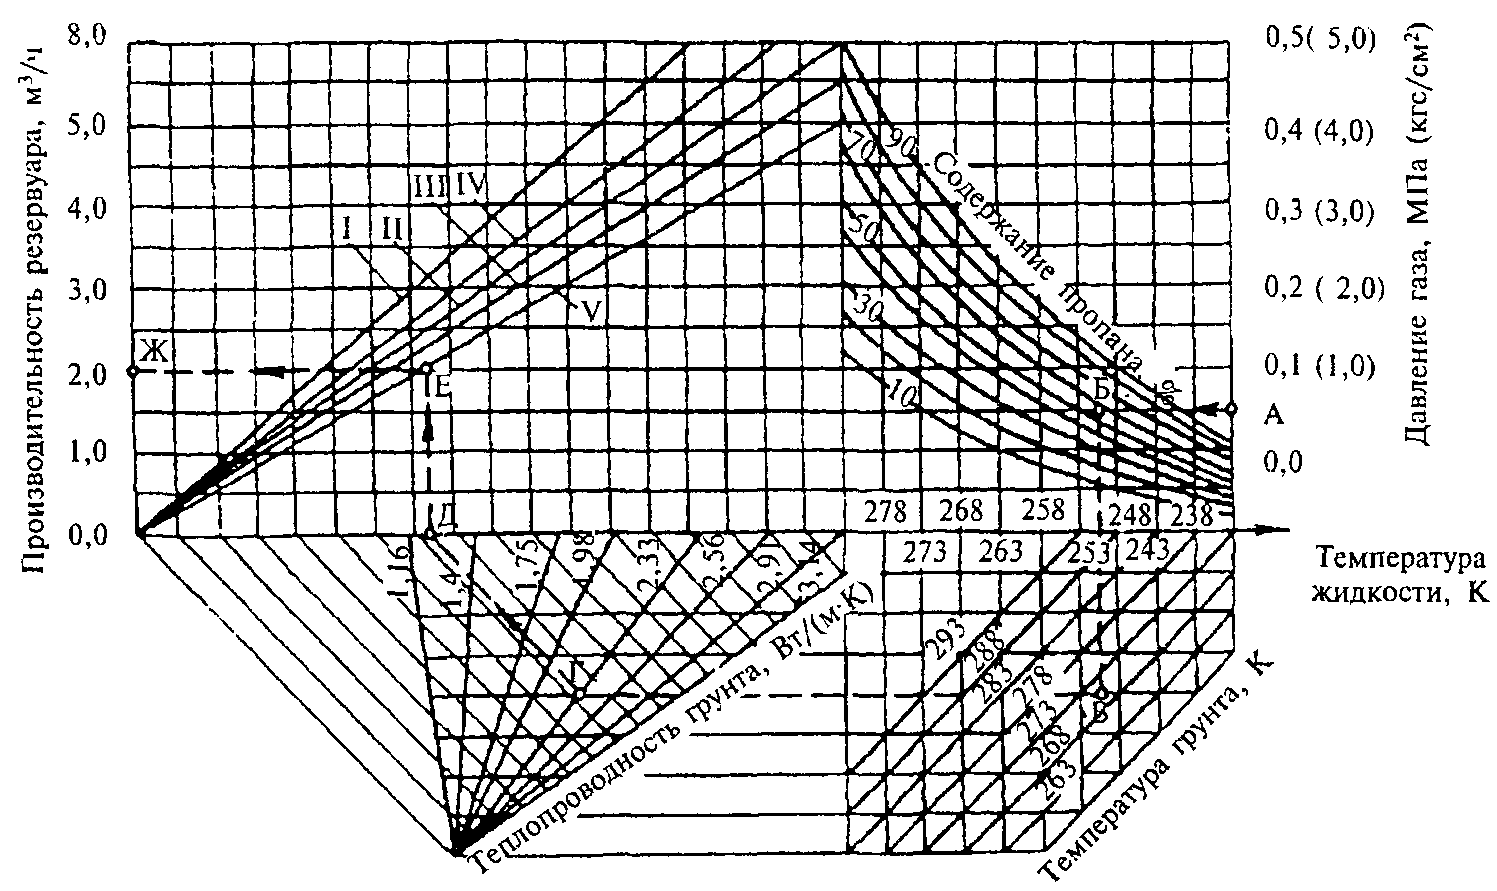 Производительность резервуара, м³/ч
8,0
5,0
4,0
3,0
2,0
1,0
0,0
Ж
I
II
III
IV
V
Е
Д
90
70
50
30
10
Содержание пропана
Б
А
0,5( 5,0)
0,4 (4,0)
0,3 (3,0)
0,2 ( 2,0)
0,1 (1,0)
0,0
Давление газа, МПа (кгс/см²)
278
268
258
248
238
273
263
253
243
Температура
жидкости, К
1,16
1,75
1,98
2,33
2,56
2,91
Г
Теплопроводность грунта, Вт/(м·К)
293
288
283
278
273
268
263
В
Температура грунта, К